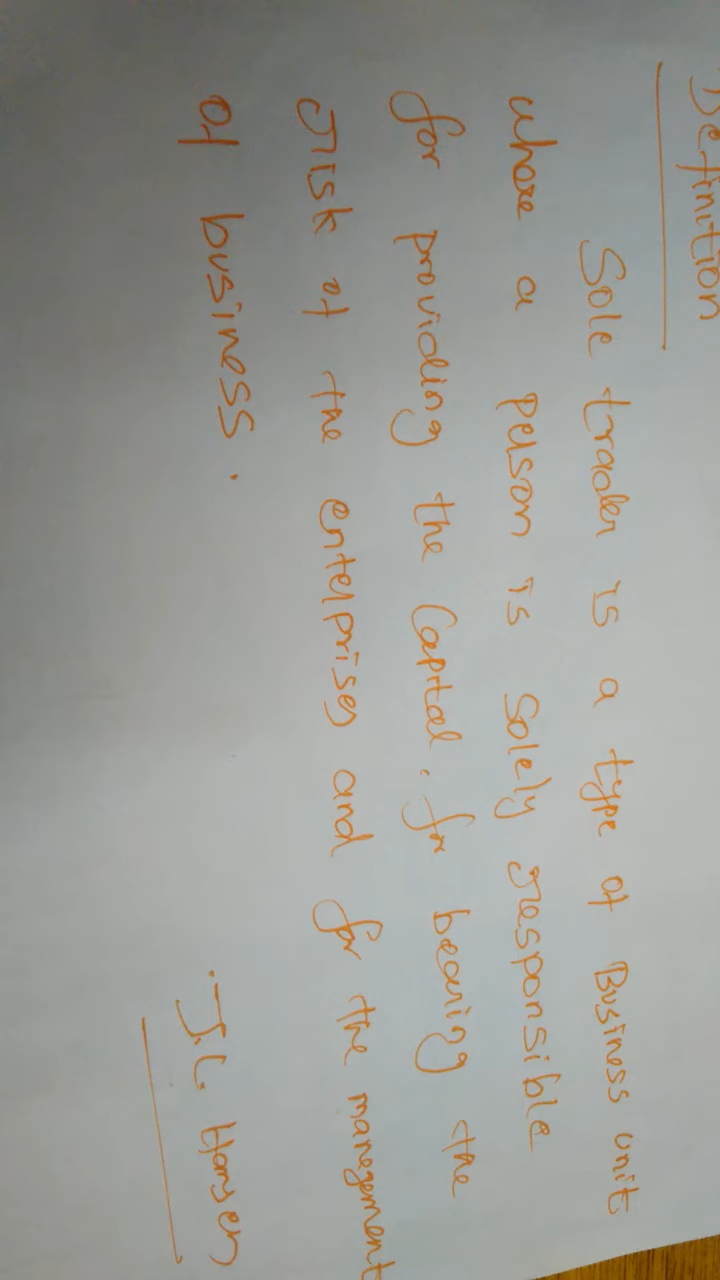 Definition
Sole trader is a type of Business unit
where a person is solely responsible
for providing the Capital. for bearing the
risk of the enterprises and for the management
of business.
. J.L. Hansen